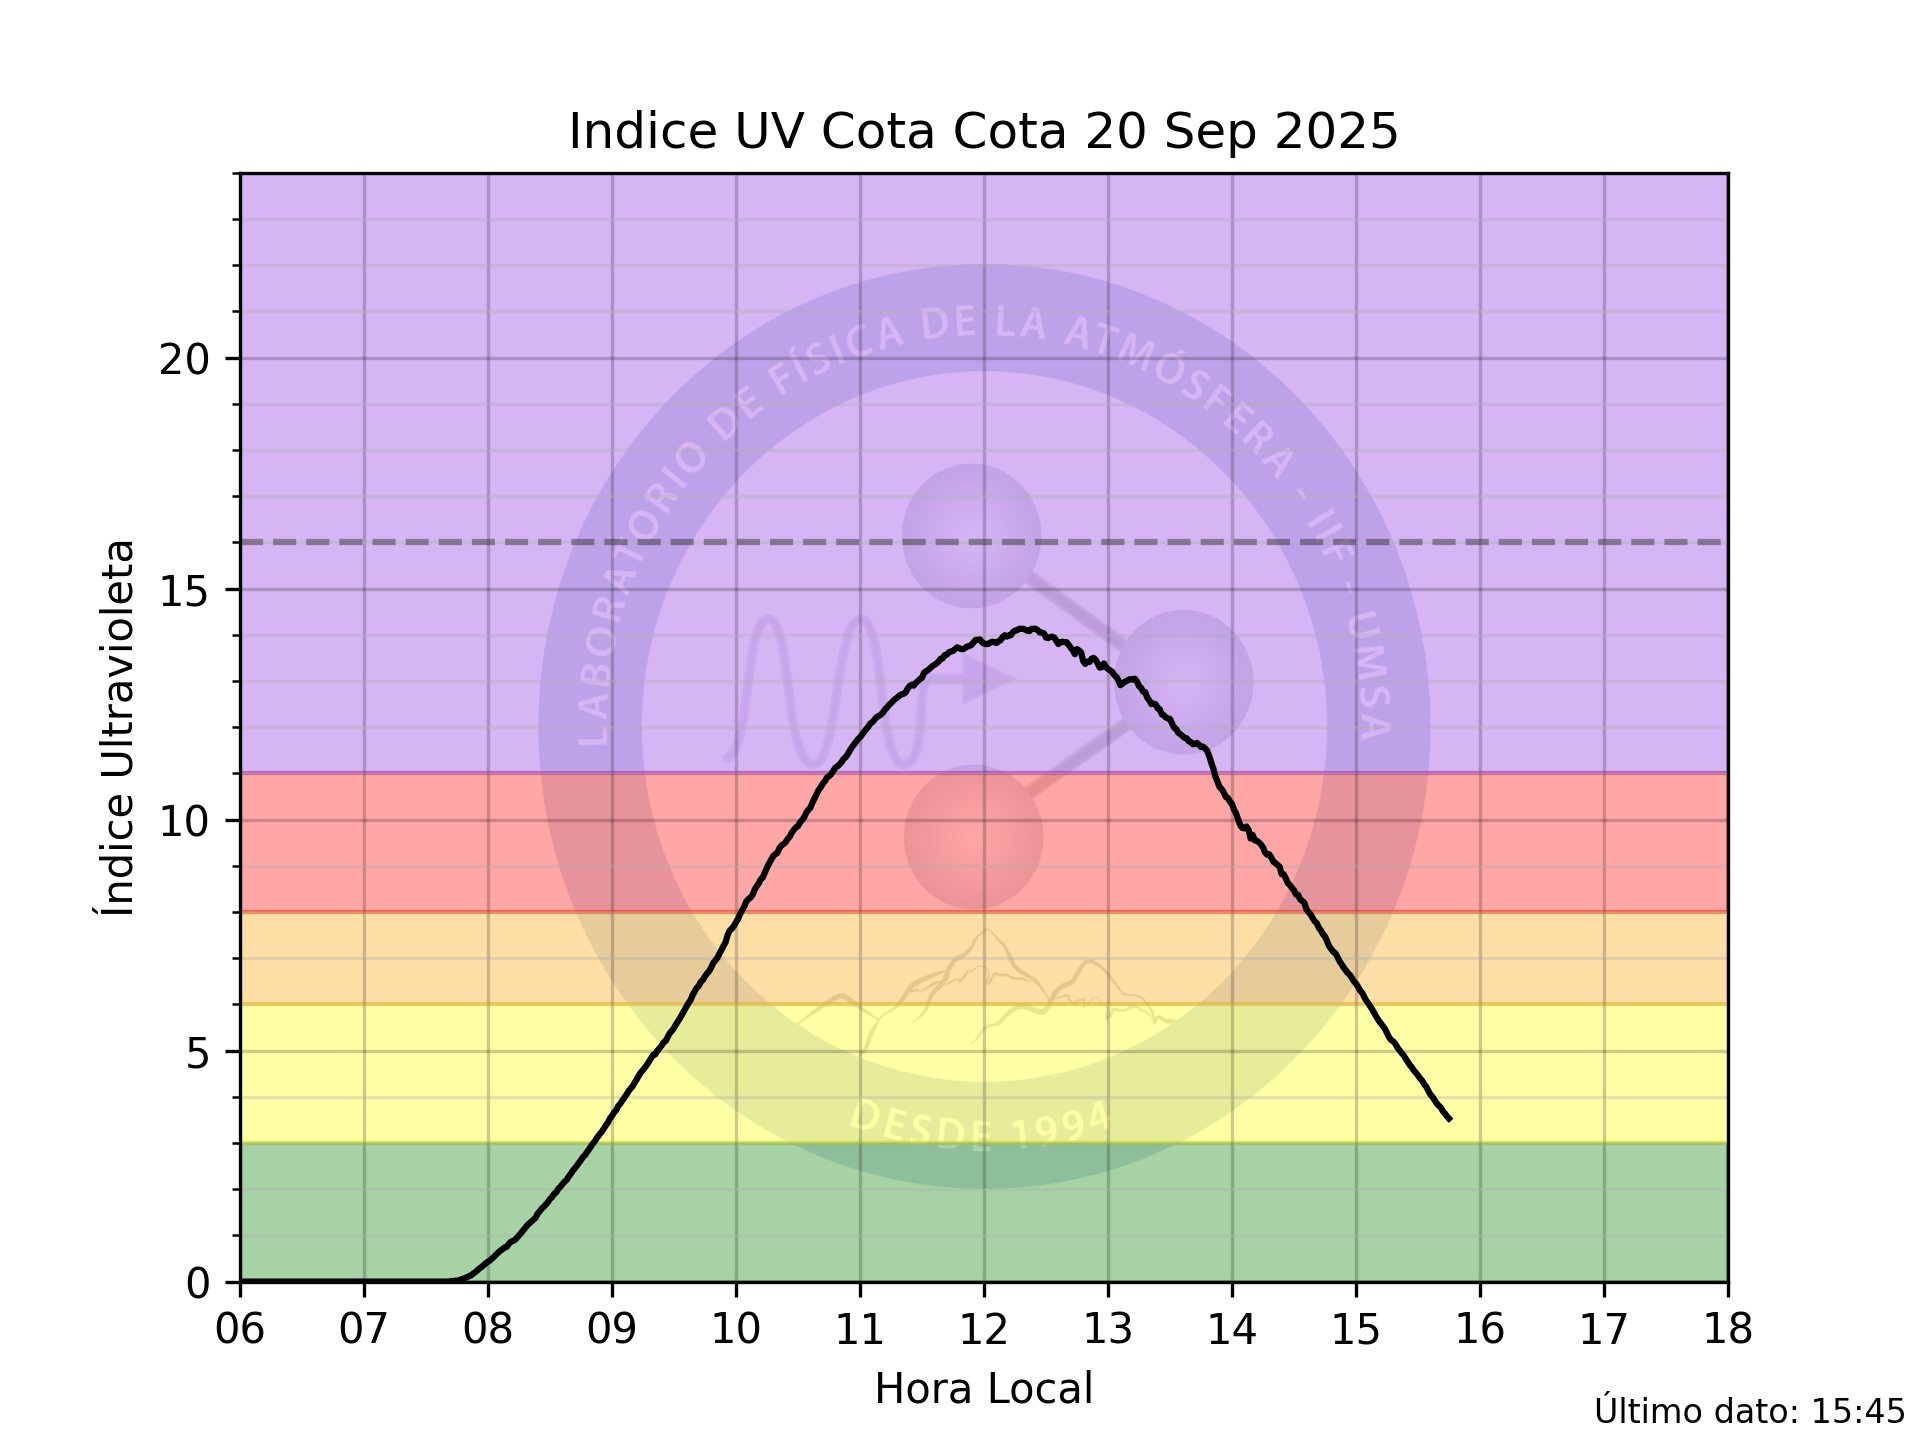 Indice UV Cota Cota 20 Sep 2025
Índice Ultravioleta
20
15
10
5
0
LABORATORIO DE FÍSICA DE LA ATMÓSFERA - IIF - UMSA
DESDE 1994
06 07 08 09 10 11 12 13 14 15 16 17 18
Hora Local
Último dato: 15:45